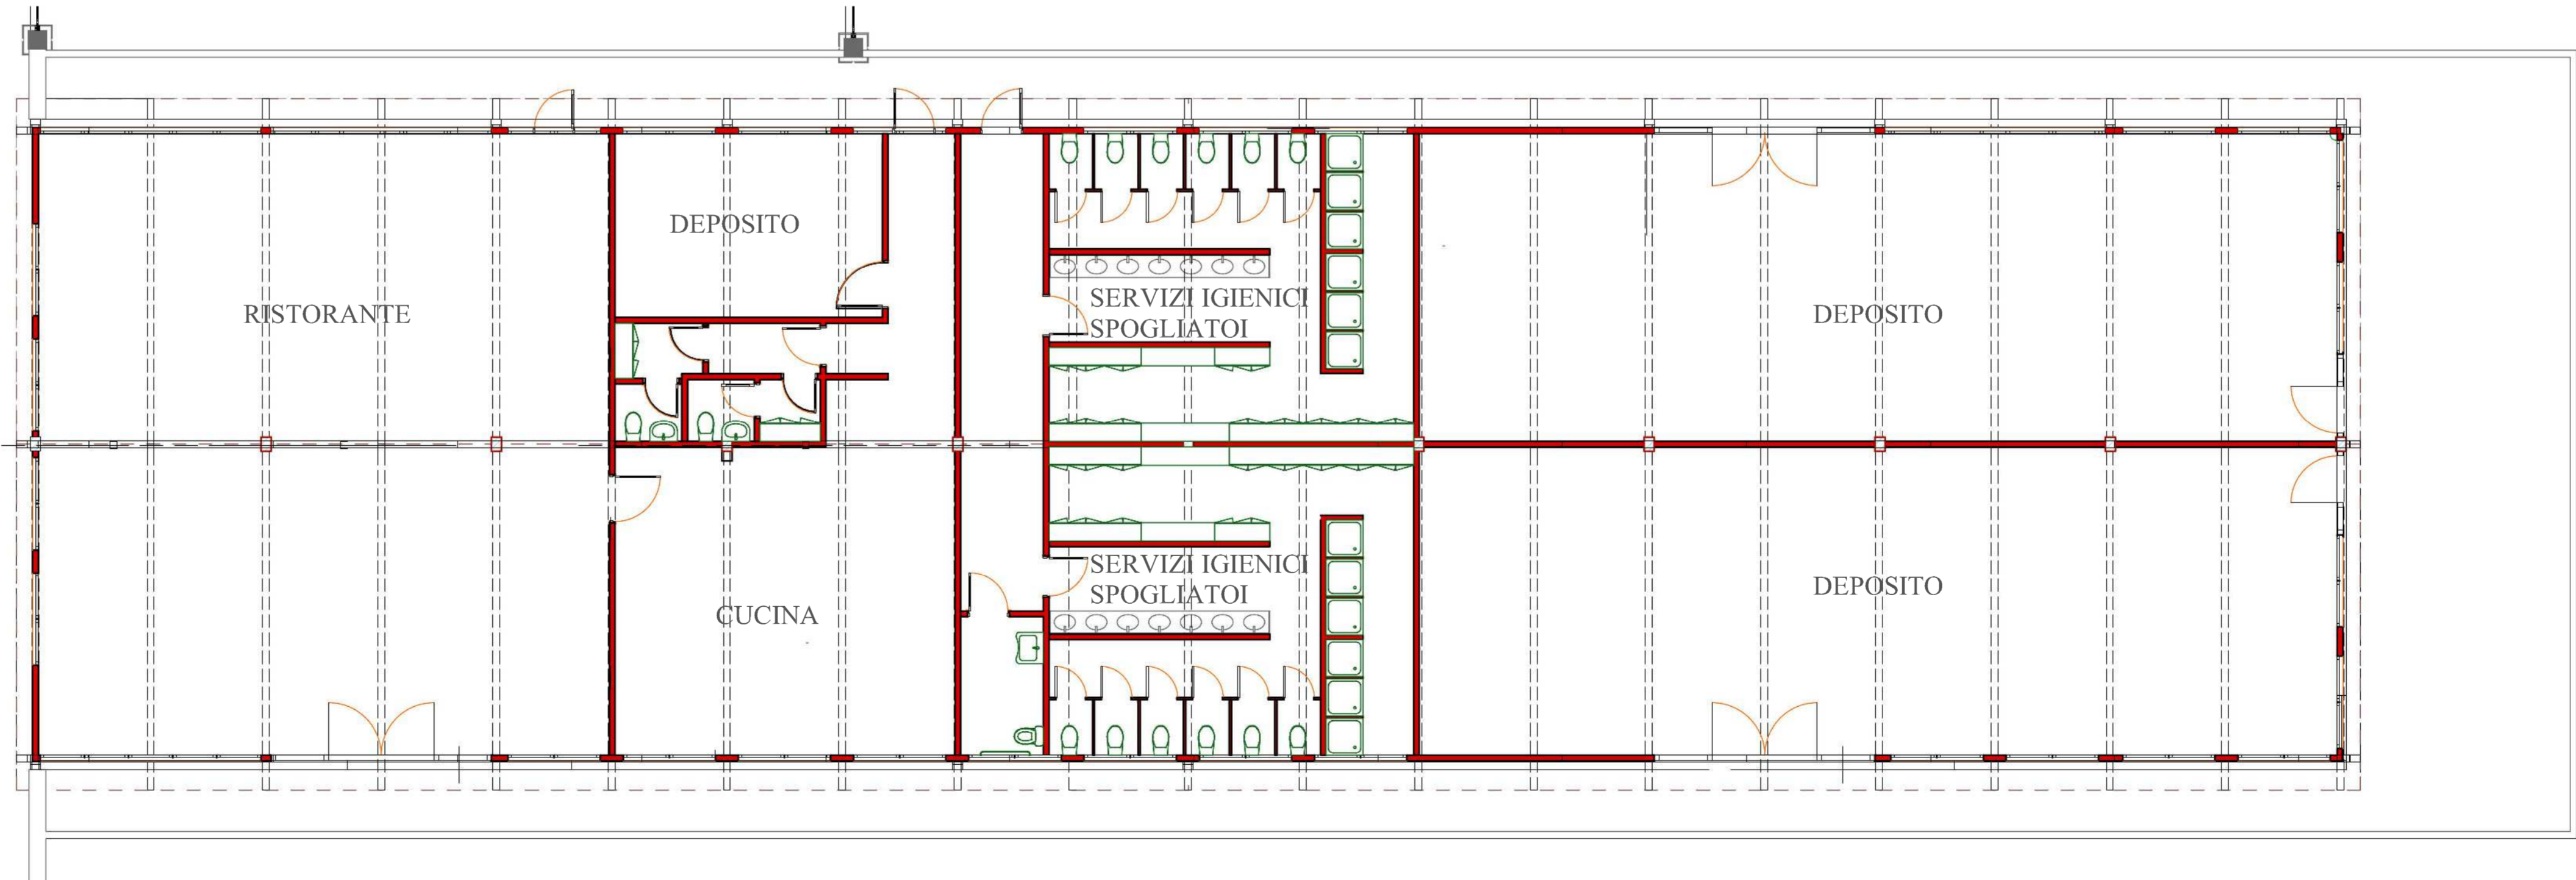 DEPOSITO
RISTORANTE
SERVIZI IGIENICI
SPOGLIATOI
DEPOSITO
SERVIZI IGIENICI
SPOGLIATOI
DEPOSITO
CUCINA